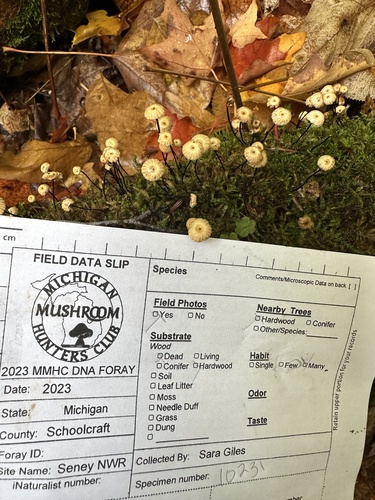 cm
FIELD DATA SLIP
MICHIGAN
MUSHROOM
HUNTERS CLUB
2023 MMHC DNA FORAY
Date: 2023
State: Michigan
County: Schoolcraft
Foray ID:
Site Name: Seney NWR
iNaturalist number:
Species
Comments/Microscopic Data on back [ ]
Field Photos
□Yes □ No
Nearby Trees
□Hardwood □ Conifer
□Other/Species:
Substrate
Wood
□Dead □Living
□Conifer □Hardwood
□Soil
□Leaf Litter
□Moss
□Needle Duff
□Grass
□Dung
□
Habit
□Single □Few □Many
Odor
Taste
Collected By: Sara Giles
Specimen number: 10231
Retain upper portion for your records